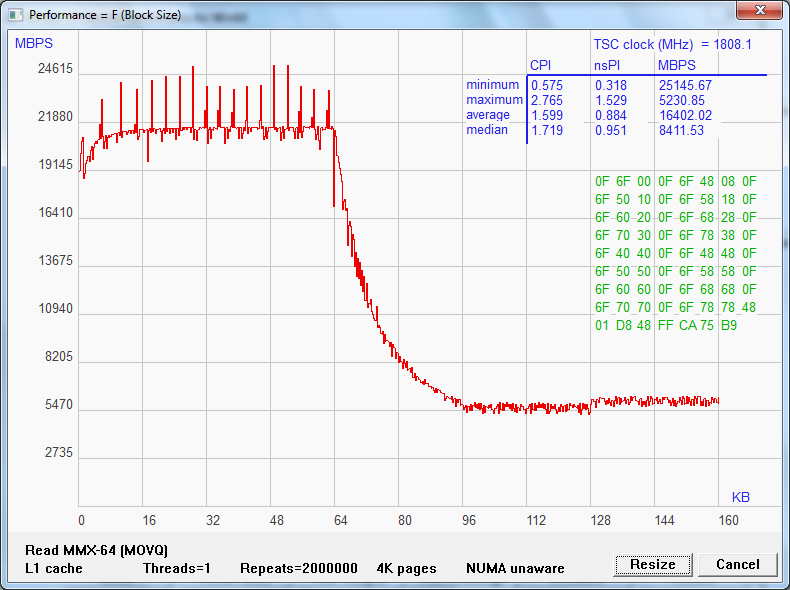 Performance = F (Block Size)
MBPS
TSC clock (MHz) = 1808.1
CPI nsPI MBPS
minimum 0.575 0.318 25145.67
maximum 2.765 1.529 5230.85
average 1.599 0.884 16402.02
median 1.719 0.951 8411.53
24615
21880
19145
16410
13675
10940
8205
5470
2735
0F 6F 00 0F 6F 48 08 0F
6F 50 10 0F 6F 58 18 0F
6F 60 20 0F 6F 68 28 0F
6F 70 30 0F 6F 78 38 0F
6F 40 40 0F 6F 48 48 0F
6F 50 50 0F 6F 58 58 0F
6F 60 60 0F 6F 68 68 0F
6F 70 70 0F 6F 78 78 48
01 D8 48 FF CA 75 B9
KB
0 16 32 48 64 80 96 112 128 144 160
Read MMX-64 (MOVQ)
L1 cache Threads=1 Repeats=2000000 4K pages NUMA unaware
Resize Cancel